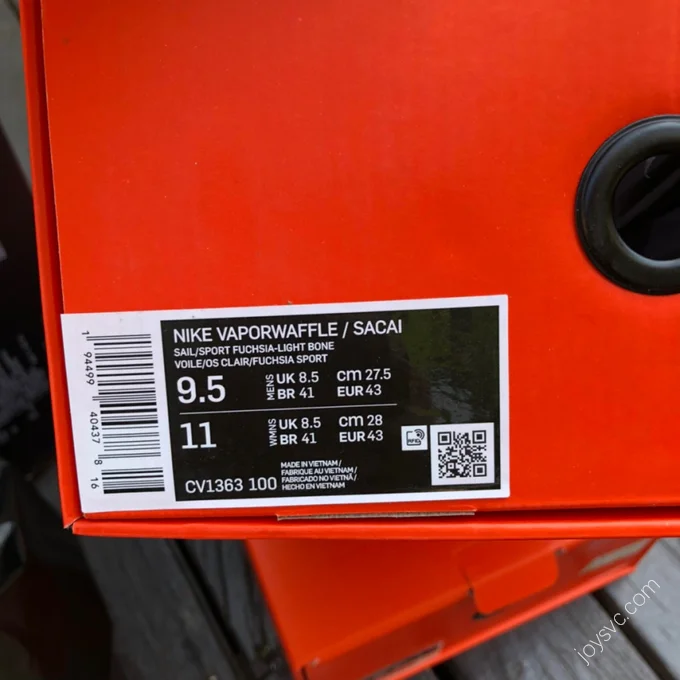 NIKE VAPORWAFFLE / SACAI
SAIL/SPORT FUCHSIA-LIGHT BONE
VOILE/OS CLAIR/FUCHSIA SPORT
9.5 MENS UK 8.5 CM 27.5
BR 41 EUR 43
11 WMNS UK 8.5 CM 28
BR 41 EUR 43
CV1363 100
MADE IN VIETNAM /
FABRIQUE AU VIETNAM /
FABRICADO NO VIETNÃ /
HECHO EN VIETNAM
RFID
1 94499 40437 8 16
joysvc.com